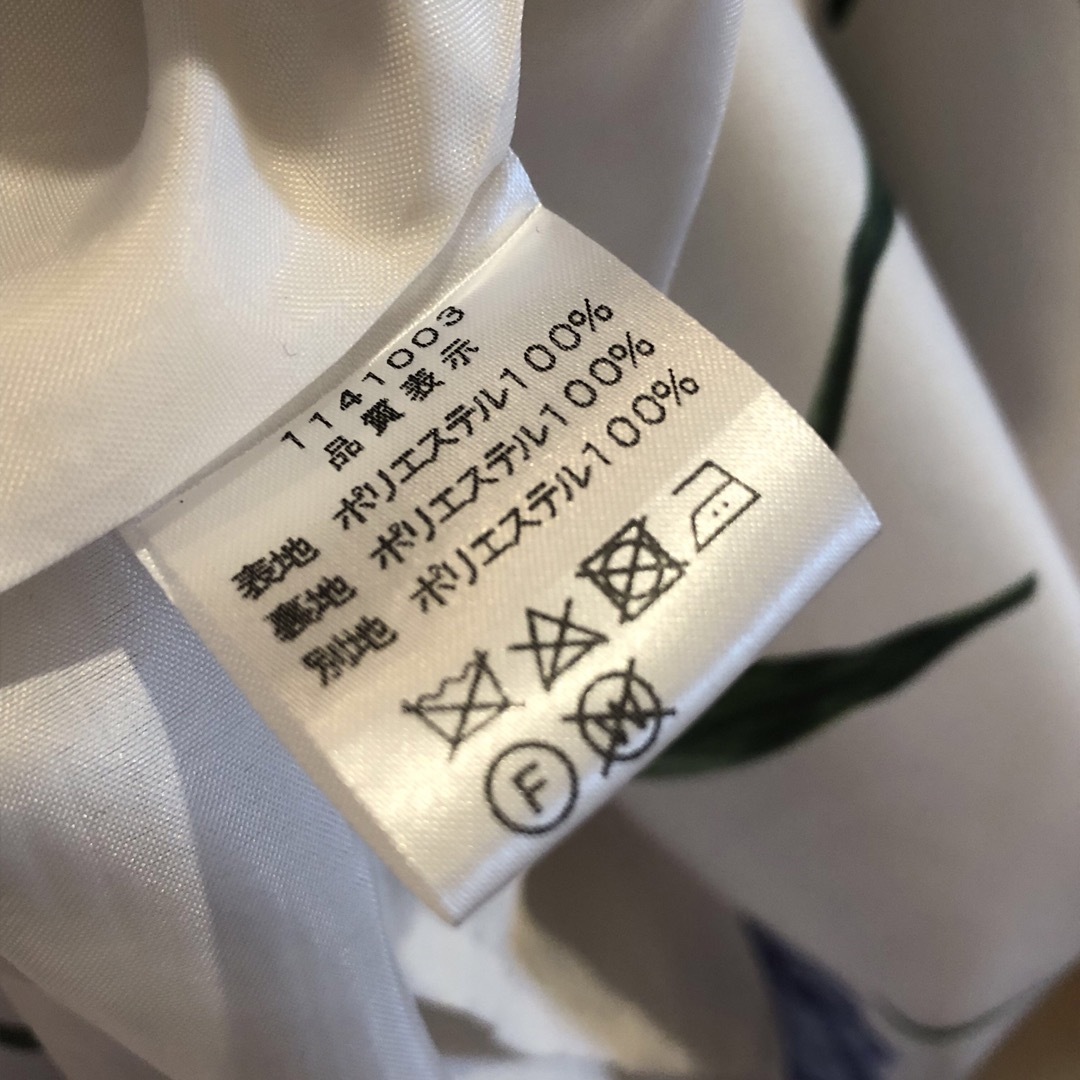 1141003
品質表示
表地 ポリエステル100%
裏地 ポリエステル100%
別地 ポリエステル100%
F W